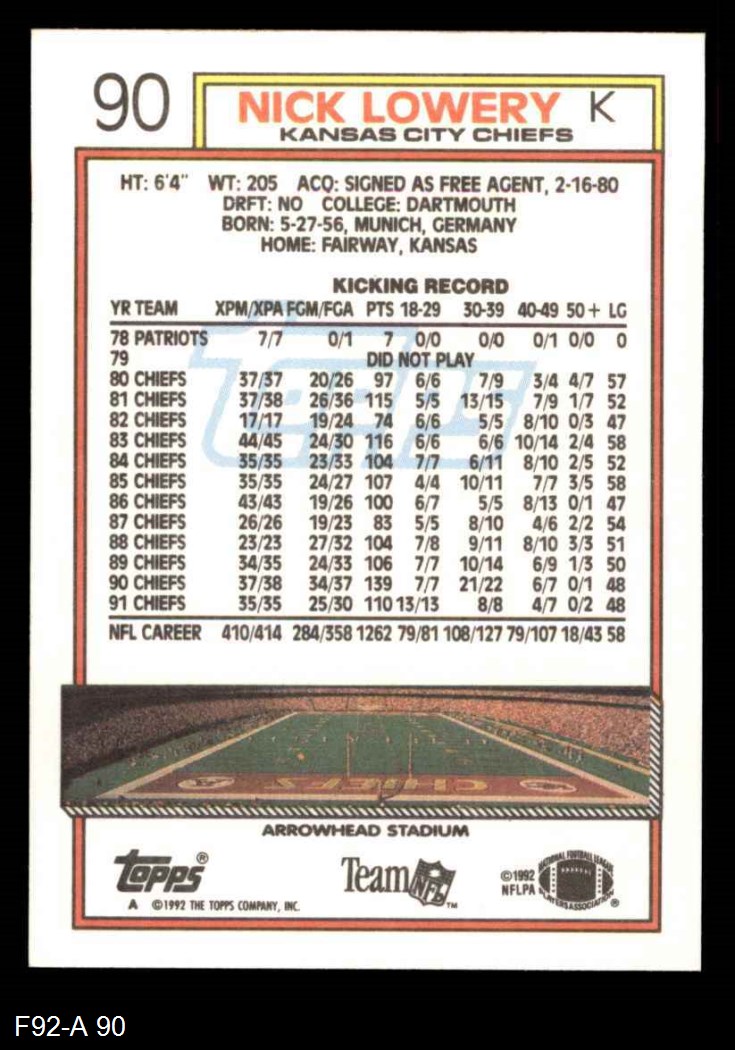 90
NICK LOWERY K
KANSAS CITY CHIEFS
HT: 6'4" WT: 205 ACQ: SIGNED AS FREE AGENT, 2-16-80
DRFT: NO COLLEGE: DARTMOUTH
BORN: 5-27-56, MUNICH, GERMANY
HOME: FAIRWAY, KANSAS
KICKING RECORD
YR TEAM XPM/XPA FGM/FGA PTS 18-29 30-39 40-49 50+ LG
78 PATRIOTS 7/7 0/1 7 0/0 0/0 0/1 0/0 0
79 DID NOT PLAY
80 CHIEFS 37/37 20/26 97 6/6 7/9 3/4 4/7 57
81 CHIEFS 37/38 26/36 115 5/5 13/15 7/9 1/7 52
82 CHIEFS 17/17 19/24 74 6/6 5/5 8/10 0/3 47
83 CHIEFS 44/45 24/30 116 6/6 6/6 10/14 2/4 58
84 CHIEFS 35/35 23/33 104 7/7 6/11 8/10 2/5 52
85 CHIEFS 35/35 24/27 107 4/4 10/11 7/7 3/5 58
86 CHIEFS 43/43 19/26 100 6/7 5/5 8/13 0/1 47
87 CHIEFS 26/26 19/23 83 5/5 8/10 4/6 2/2 54
88 CHIEFS 23/23 27/32 104 7/8 9/11 8/10 3/3 51
89 CHIEFS 34/35 24/33 106 7/7 10/14 6/9 1/3 50
90 CHIEFS 37/38 34/37 139 7/7 21/22 6/7 0/1 48
91 CHIEFS 35/35 25/30 110 13/13 8/8 4/7 0/2 48
NFL CAREER 410/414 284/358 1262 79/81 108/127 79/107 18/43 58
Topps
CHIEFS
ARROWHEAD STADIUM
Topps®
Team NFL™
©1992
NFLPA
NATIONAL FOOTBALL LEAGUE
PLAYERS ASSOCIATION®
A ©1992 THE TOPPS COMPANY, INC.
F92-A 90